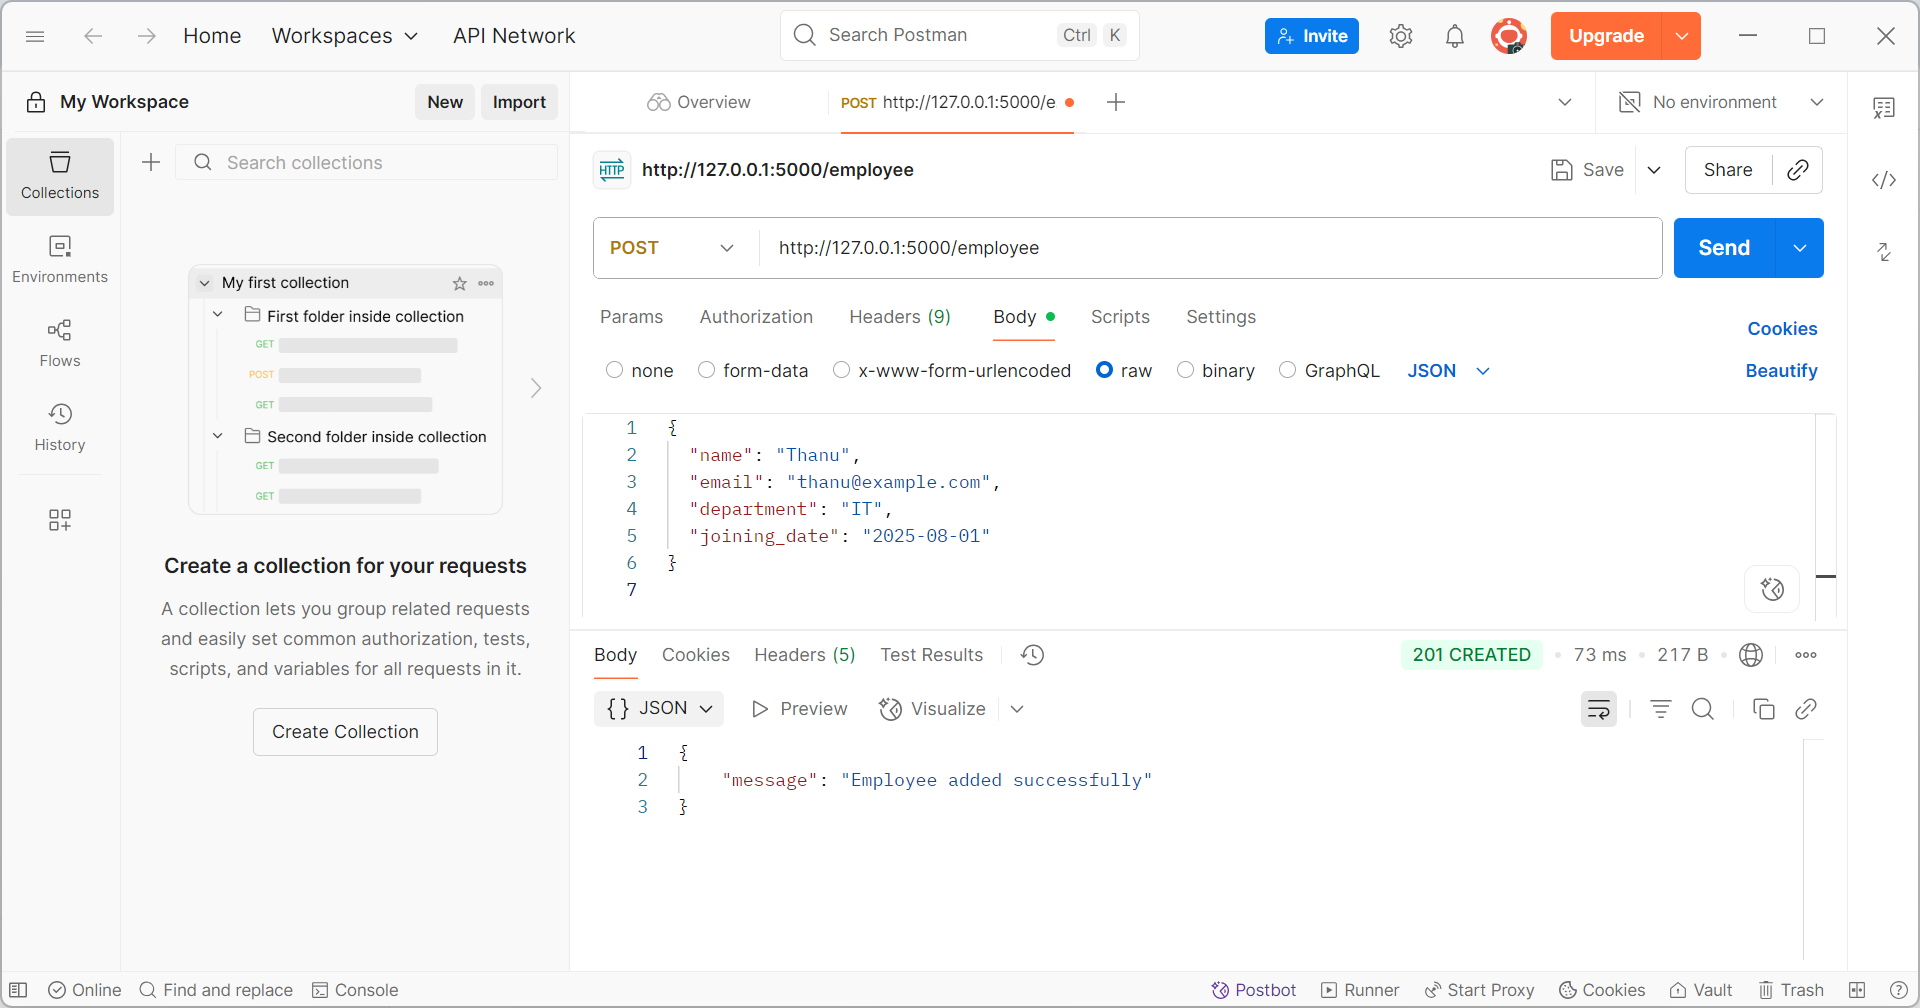 Home Workspaces API Network Search Postman Ctrl K Invite Upgrade
My Workspace New Import Overview POST http://127.0.0.1:5000/e No environment
Collections
Search collections
http://127.0.0.1:5000/employee Save Share
POST http://127.0.0.1:5000/employee Send
Environments
Flows
History
My first collection
First folder inside collection
GET
POST
GET
Second folder inside collection
GET
GET
Create a collection for your requests
A collection lets you group related requests
and easily set common authorization, tests,
scripts, and variables for all requests in it.
Create Collection
Params Authorization Headers (9) Body Scripts Settings Cookies
none form-data x-www-form-urlencoded raw binary GraphQL JSON Beautify
1 {
2 "name": "Thanu",
3 "email": "thanu@example.com",
4 "department": "IT",
5 "joining_date": "2025-08-01"
6 }
7
Body Cookies Headers (5) Test Results 201 CREATED • 73 ms • 217 B
{} JSON Preview Visualize
1 {
2 "message": "Employee added successfully"
3 }
Online Find and replace Console Postbot Runner Start Proxy Cookies Vault Trash